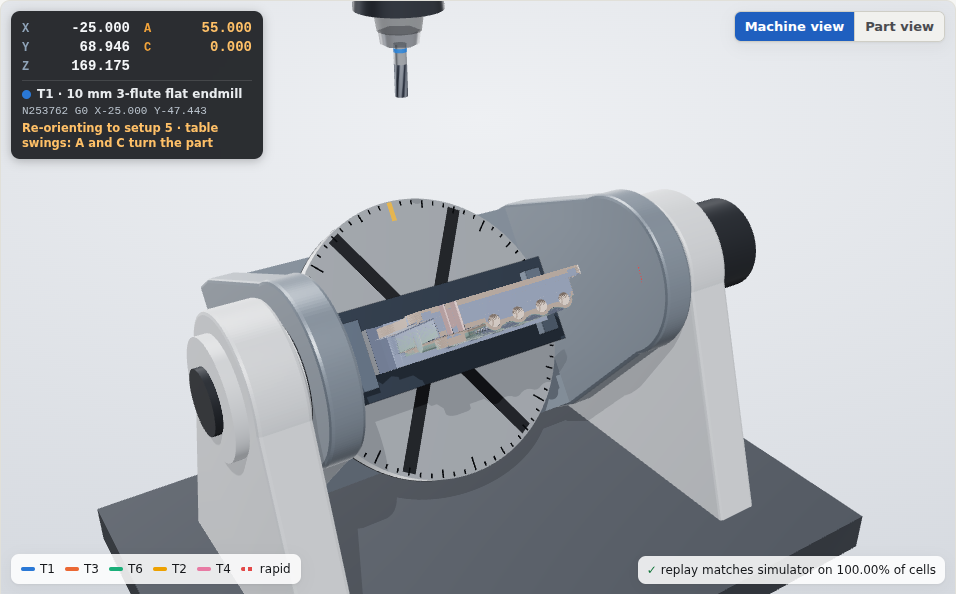 X -25.000 A 55.000
Y 68.946 C 0.000
Z 169.175
T1 · 10 mm 3-flute flat endmill
N253762 G0 X-25.000 Y-47.443
Re-orienting to setup 5 · table
swings: A and C turn the part
Machine view Part view
T1 T3 T6 T2 T4 rapid
✓ replay matches simulator on 100.00% of cells